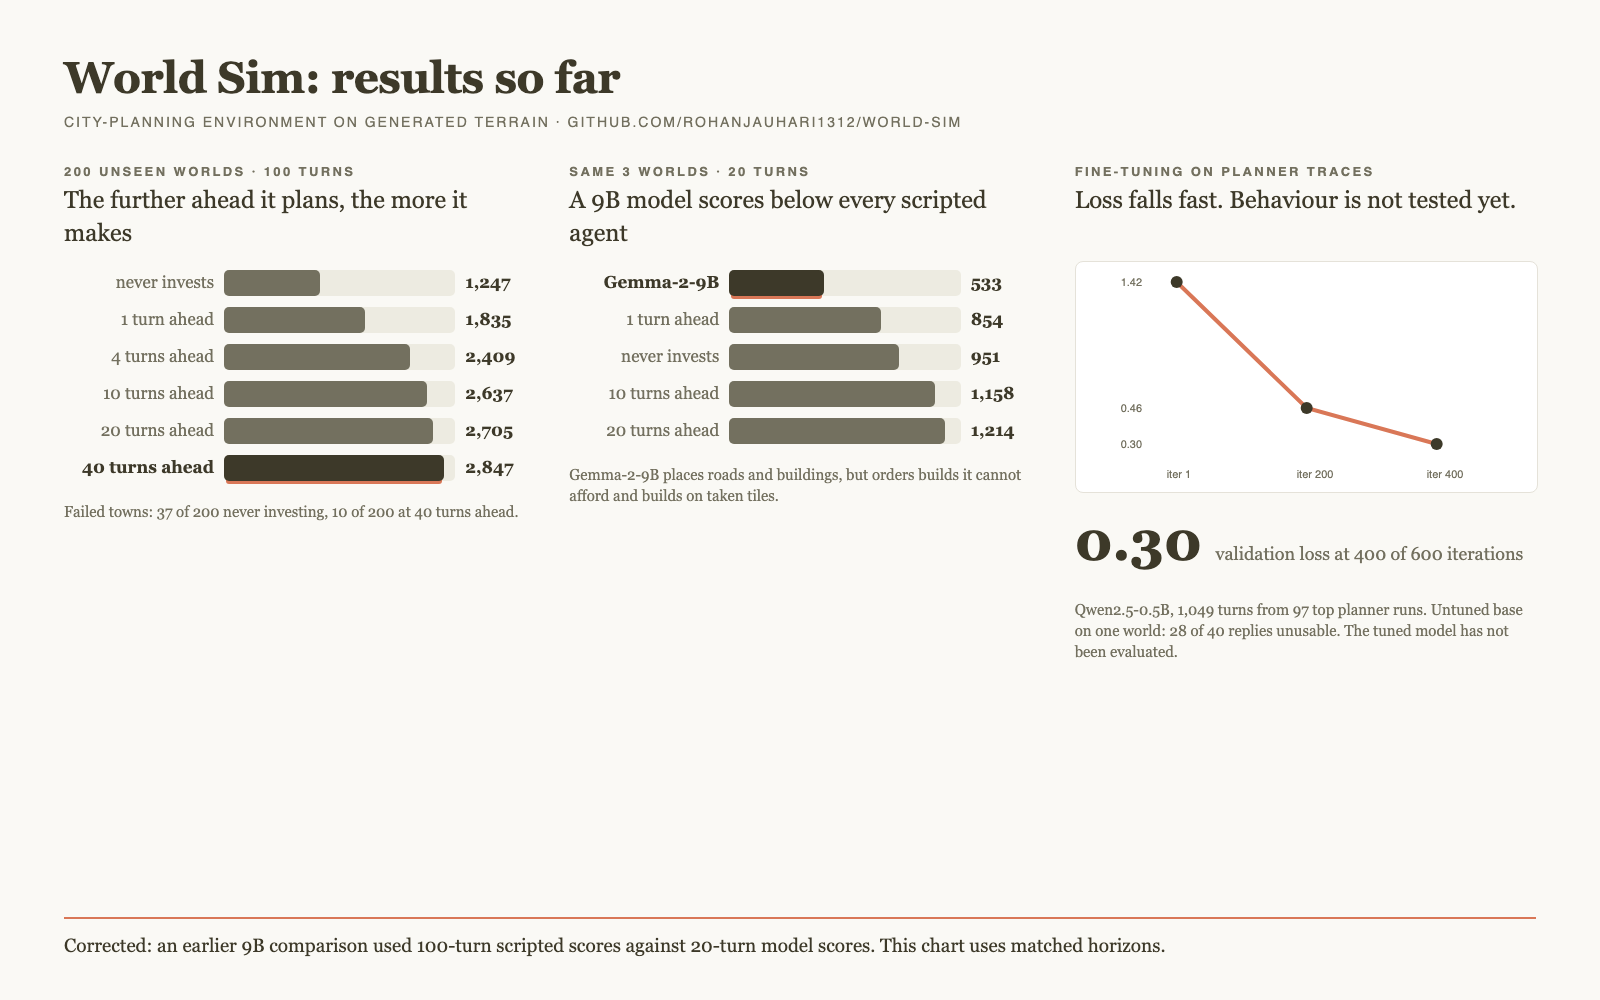 World Sim: results so far
CITY-PLANNING ENVIRONMENT ON GENERATED TERRAIN · GITHUB.COM/ROHANJAUHARI1312/WORLD-SIM
200 UNSEEN WORLDS · 100 TURNS
The further ahead it plans, the more it
makes
never invests 1,247
1 turn ahead 1,835
4 turns ahead 2,409
10 turns ahead 2,637
20 turns ahead 2,705
40 turns ahead 2,847
Failed towns: 37 of 200 never investing, 10 of 200 at 40 turns ahead.
SAME 3 WORLDS · 20 TURNS
A 9B model scores below every scripted
agent
Gemma-2-9B 533
1 turn ahead 854
never invests 951
10 turns ahead 1,158
20 turns ahead 1,214
Gemma-2-9B places roads and buildings, but orders builds it cannot
afford and builds on taken tiles.
FINE-TUNING ON PLANNER TRACES
Loss falls fast. Behaviour is not tested yet.
1.42
0.46
0.30
iter 1 iter 200 iter 400
0.30 validation loss at 400 of 600 iterations
Qwen2.5-0.5B, 1,049 turns from 97 top planner runs. Untuned base
on one world: 28 of 40 replies unusable. The tuned model has not
been evaluated.
Corrected: an earlier 9B comparison used 100-turn scripted scores against 20-turn model scores. This chart uses matched horizons.